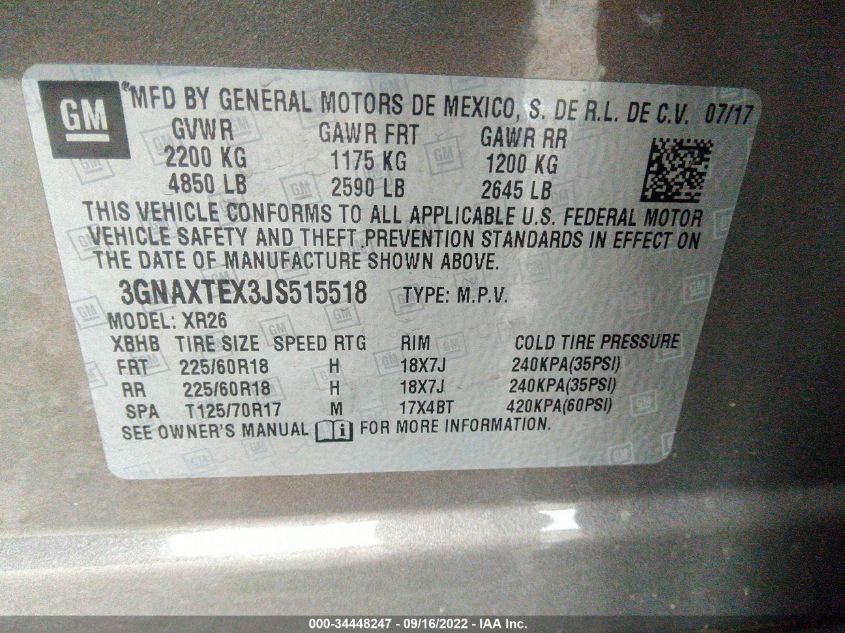 GM
MFD BY GENERAL MOTORS DE MEXICO, S. DE R.L. DE C.V. 07/17
GVWR GAWR FRT GAWR RR
2200 KG 1175 KG 1200 KG
4850 LB 2590 LB 2645 LB
THIS VEHICLE CONFORMS TO ALL APPLICABLE U.S. FEDERAL MOTOR
VEHICLE SAFETY AND THEFT PREVENTION STANDARDS IN EFFECT ON
THE DATE OF MANUFACTURE SHOWN ABOVE.
3GNAXTEX3JS515518 TYPE: M.P.V.
MODEL: XR26
XBHB TIRE SIZE SPEED RTG RIM COLD TIRE PRESSURE
FRT 225/60R18 H 18X7J 240KPA(35PSI)
RR 225/60R18 H 18X7J 240KPA(35PSI)
SPA T125/70R17 M 17X4BT 420KPA(60PSI)
SEE OWNER'S MANUAL i FOR MORE INFORMATION.
000-34448247 - 09/16/2022 - IAA Inc.